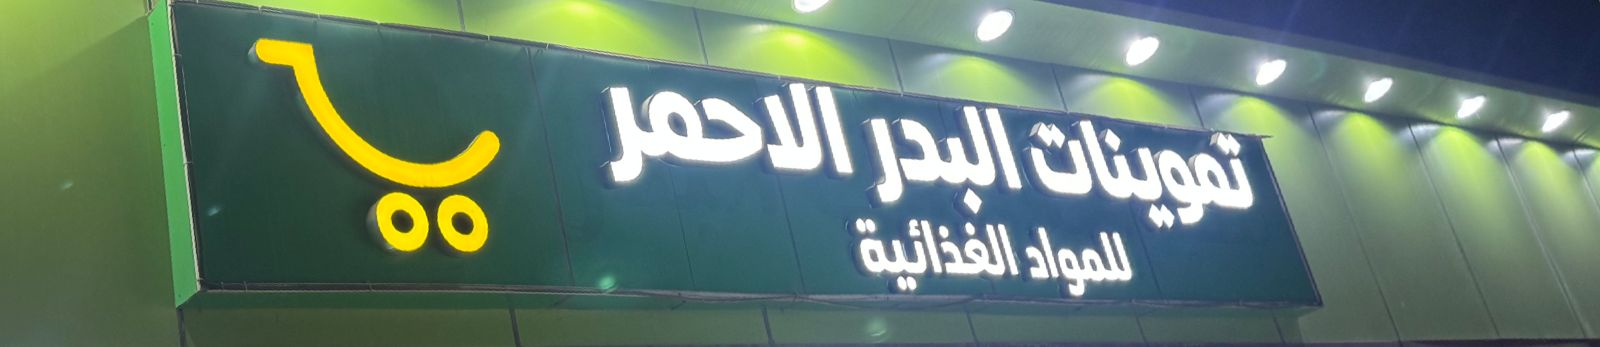 تموينات البدر الاحمر
للمواد الغذائية